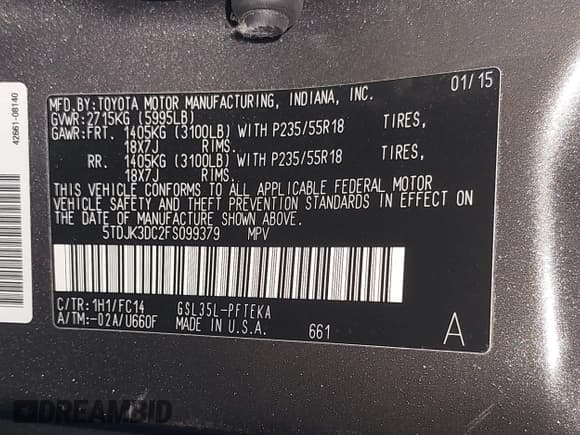 42661-08140
MFD.BY:TOYOTA MOTOR MANUFACTURING, INDIANA, INC. 01/15
GVWR:2715KG (5995LB)
GAWR:FRT. 1405KG (3100LB) WITH P235/55R18 TIRES,
18X7J RIMS.
RR. 1405KG (3100LB) WITH P235/55R18 TIRES,
18X7J RIMS.
THIS VEHICLE CONFORMS TO ALL APPLICABLE FEDERAL MOTOR
VEHICLE SAFETY AND THEFT PREVENTION STANDARDS IN EFFECT ON
THE DATE OF MANUFACTURE SHOWN ABOVE.
5TDJK3DC2FS099379 MPV
C/TR:1H1/FC14 GSL35L-PFTEKA
A/TM:-02A/U660F MADE IN U.S.A. 661 A
DREAMBID